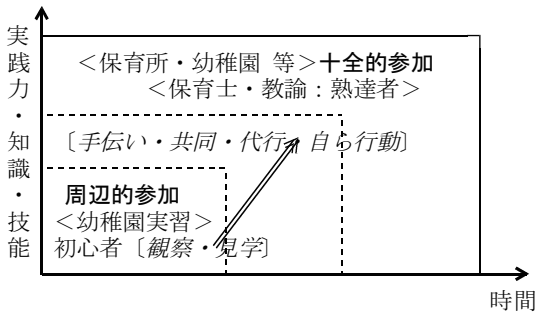 実践力・知識・技能
＜保育所・幼稚園 等＞十全的参加
＜保育士・教諭：熟達者＞
〔手伝い・共同・代行 自ら行動〕
周辺的参加
＜幼稚園実習＞
初心者〔観察・見学〕
時間